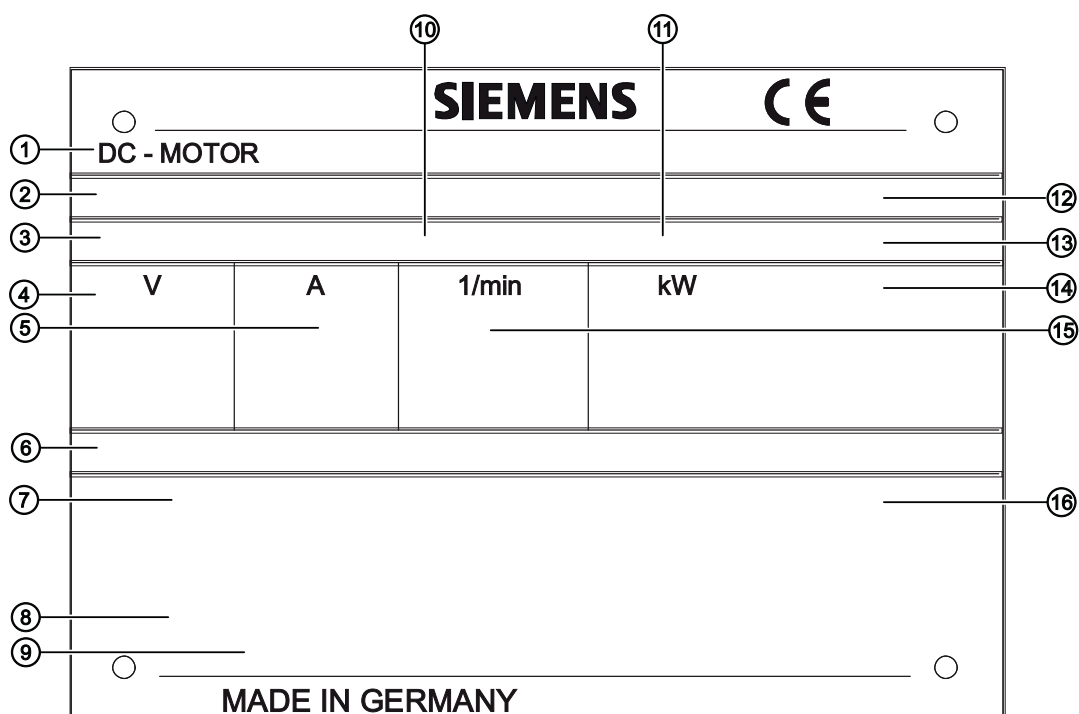 ⑩ ⑪
SIEMENS CE
① DC - MOTOR
② ⑫
③ ⑬
④ V A 1/min kW ⑭
⑤ ⑮
⑥
⑦ ⑯
⑧
⑨
MADE IN GERMANY